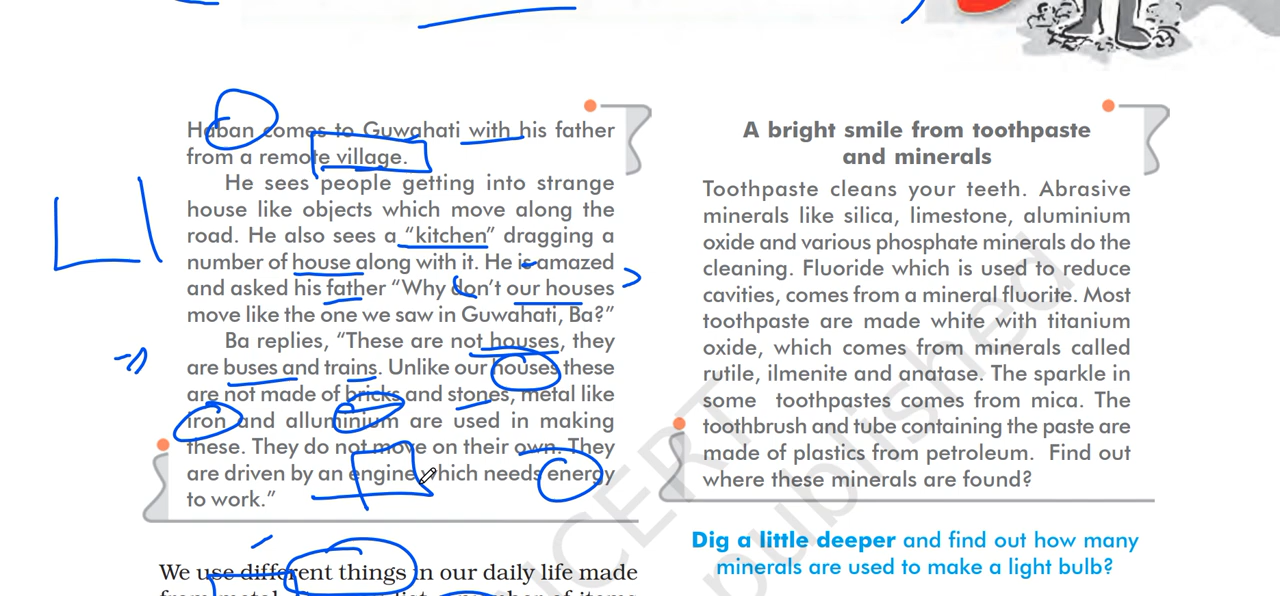 Haban comes to Guwahati with his father
from a remote village.
He sees people getting into strange
house like objects which move along the
road. He also sees a “kitchen” dragging a
number of house along with it. He is amazed
and asked his father “Why don’t our houses
move like the one we saw in Guwahati, Ba?”
Ba replies, “These are not houses, they
are buses and trains. Unlike our houses these
are not made of bricks and stones, metal like
iron and alluminium are used in making
these. They do not move on their own. They
are driven by an engine which needs energy
to work.”
We use different things in our daily life made
A bright smile from toothpaste
and minerals
Toothpaste cleans your teeth. Abrasive
minerals like silica, limestone, aluminium
oxide and various phosphate minerals do the
cleaning. Fluoride which is used to reduce
cavities, comes from a mineral fluorite. Most
toothpaste are made white with titanium
oxide, which comes from minerals called
rutile, ilmenite and anatase. The sparkle in
some toothpastes comes from mica. The
toothbrush and tube containing the paste are
made of plastics from petroleum. Find out
where these minerals are found?
Dig a little deeper and find out how many
minerals are used to make a light bulb?
NCERT
published